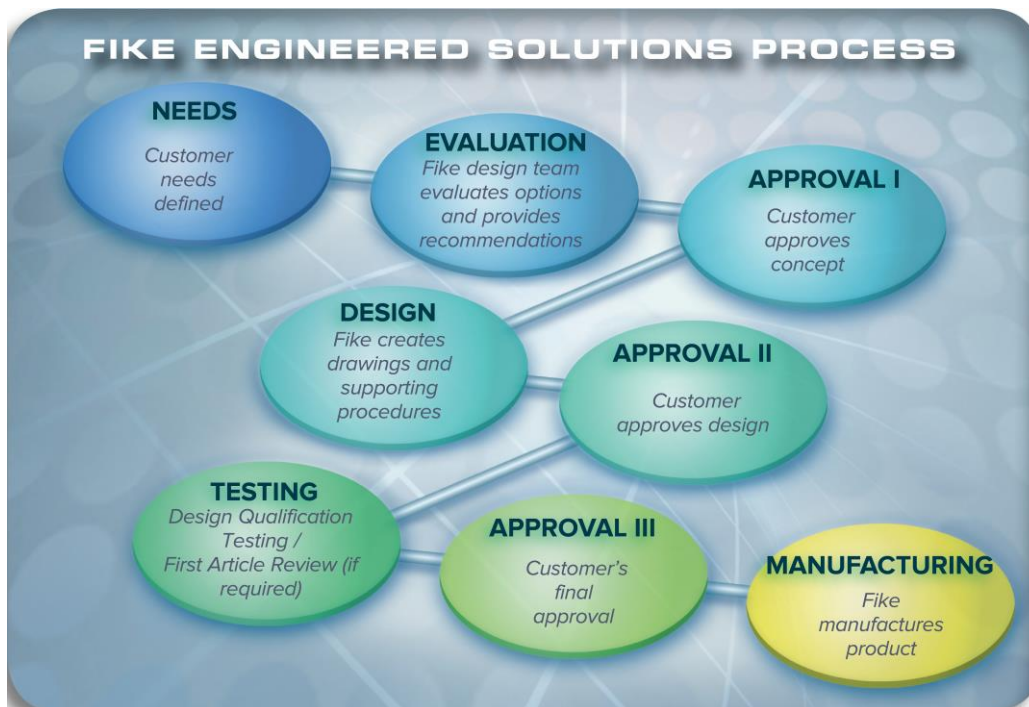 FIKE ENGINEERED SOLUTIONS PROCESS
NEEDS
Customer
needs
defined
EVALUATION
Fike design team
evaluates options
and provides
recommendations
APPROVAL I
Customer
approves
concept
DESIGN
Fike creates
drawings and
supporting
procedures
APPROVAL II
Customer
approves design
TESTING
Design Qualification
Testing /
First Article Review (if
required)
APPROVAL III
Customer's
final
approval
MANUFACTURING
Fike
manufactures
product